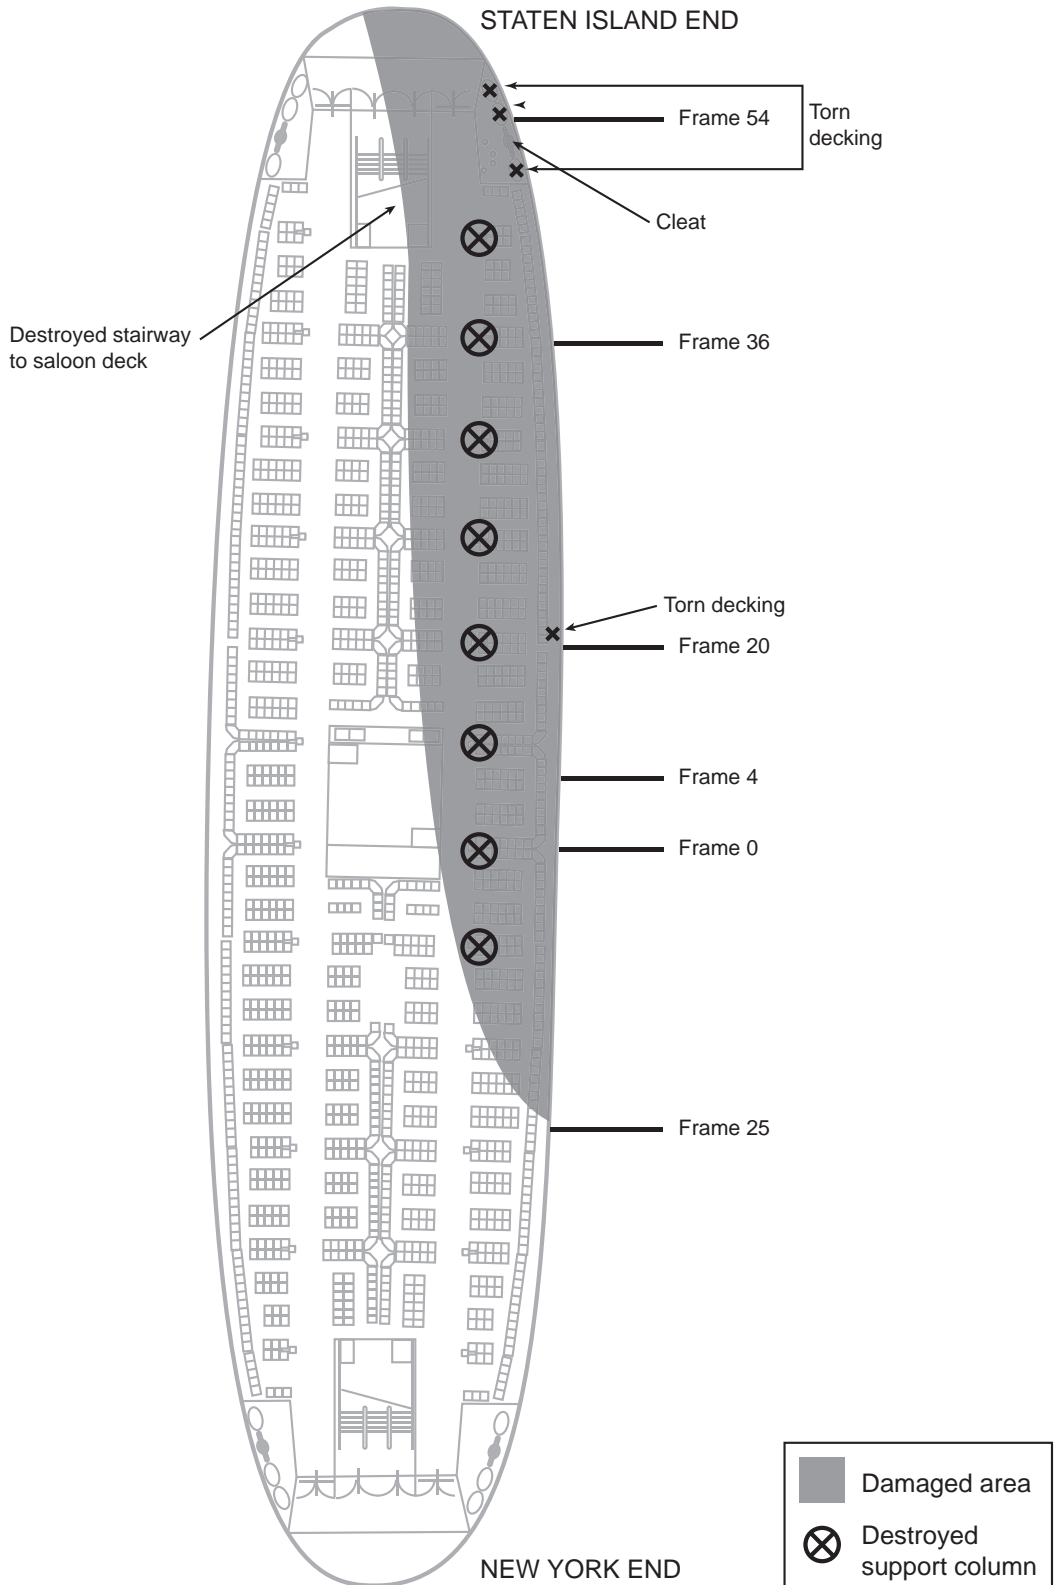 STATEN ISLAND END
Frame 54
Torn
decking
Cleat
Destroyed stairway
to saloon deck
Frame 36
Torn decking
Frame 20
Frame 4
Frame 0
Frame 25
Damaged area
Destroyed
support column
NEW YORK END